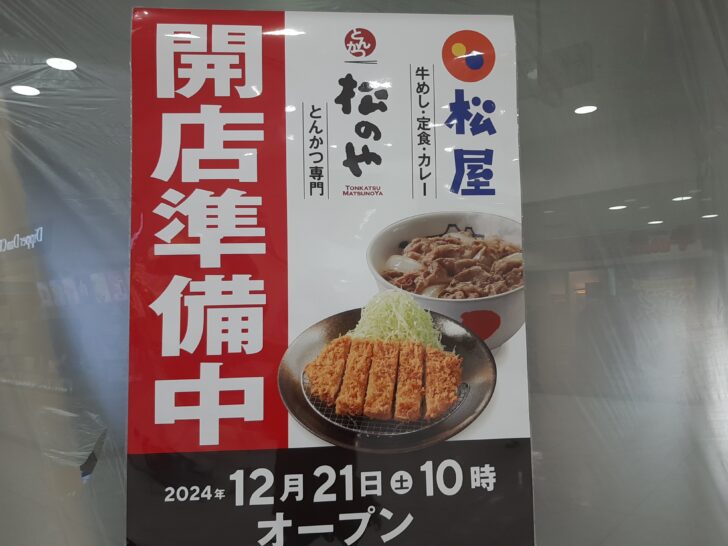 開店準備中
松屋
牛めし・定食・カレー
とんかつ
松のや
TONKATSU
MATSUNOYA
とんかつ専門
2024年12月21日土10時
オープン